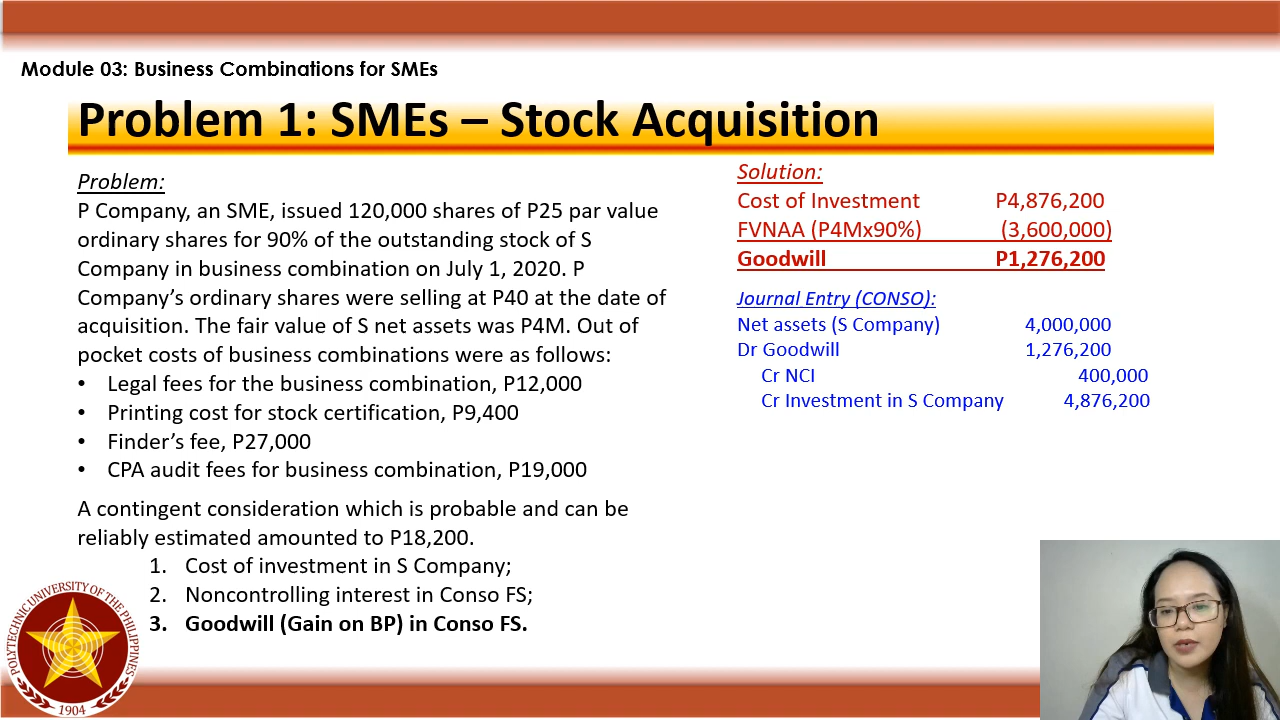 Module 03: Business Combinations for SMEs
Problem 1: SMEs – Stock Acquisition
Problem:
P Company, an SME, issued 120,000 shares of P25 par value
ordinary shares for 90% of the outstanding stock of S
Company in business combination on July 1, 2020. P
Company’s ordinary shares were selling at P40 at the date of
acquisition. The fair value of S net assets was P4M. Out of
pocket costs of business combinations were as follows:
• Legal fees for the business combination, P12,000
• Printing cost for stock certification, P9,400
• Finder’s fee, P27,000
• CPA audit fees for business combination, P19,000
A contingent consideration which is probable and can be
reliably estimated amounted to P18,200.
1. Cost of investment in S Company;
2. Noncontrolling interest in Conso FS;
3. Goodwill (Gain on BP) in Conso FS.
Solution:
Cost of Investment P4,876,200
FVNAA (P4Mx90%) (3,600,000)
Goodwill P1,276,200
Journal Entry (CONSO):
Net assets (S Company) 4,000,000
Dr Goodwill 1,276,200
Cr NCI 400,000
Cr Investment in S Company 4,876,200
POLYTECHNIC UNIVERSITY OF THE PHILIPPINES
1904